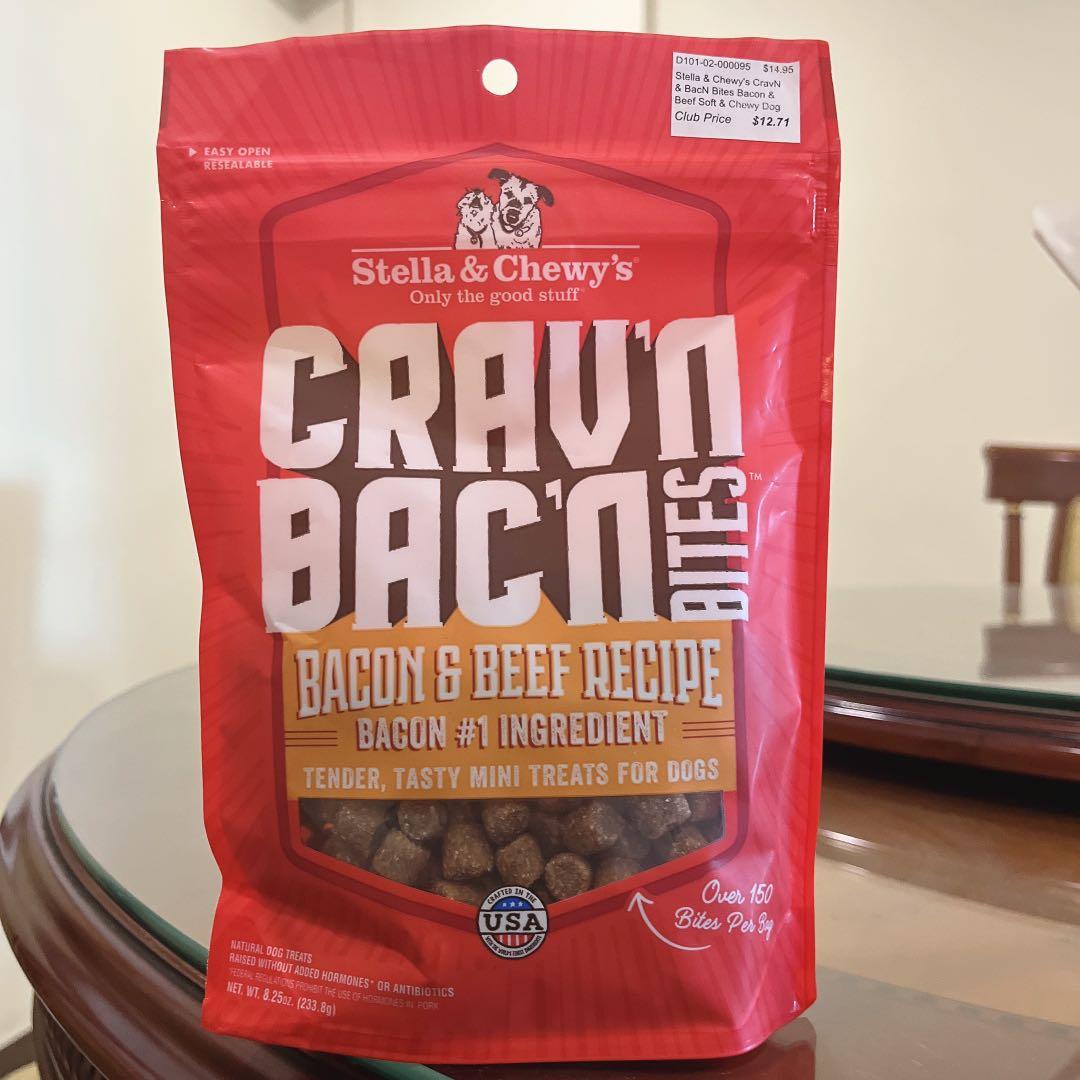 D101-02-000095 $14.95
Stella & Chewy's CravN
& BacN Bites Bacon &
Beef Soft & Chewy Dog
Club Price $12.71
EASY OPEN
RESEALABLE
Stella & Chewy's®
Only the good stuff
CRAV'N
BAC'N
BITES™
BACON & BEEF RECIPE
BACON #1 INGREDIENT
TENDER, TASTY MINI TREATS FOR DOGS
CRAFTED IN THE
USA
Over 150
Bites Per Bag
NATURAL DOG TREATS
RAISED WITHOUT ADDED HORMONES* OR ANTIBIOTICS
*FEDERAL REGULATIONS PROHIBIT THE USE OF HORMONES IN PORK
NET. WT. 8.25oz. (233.8g)